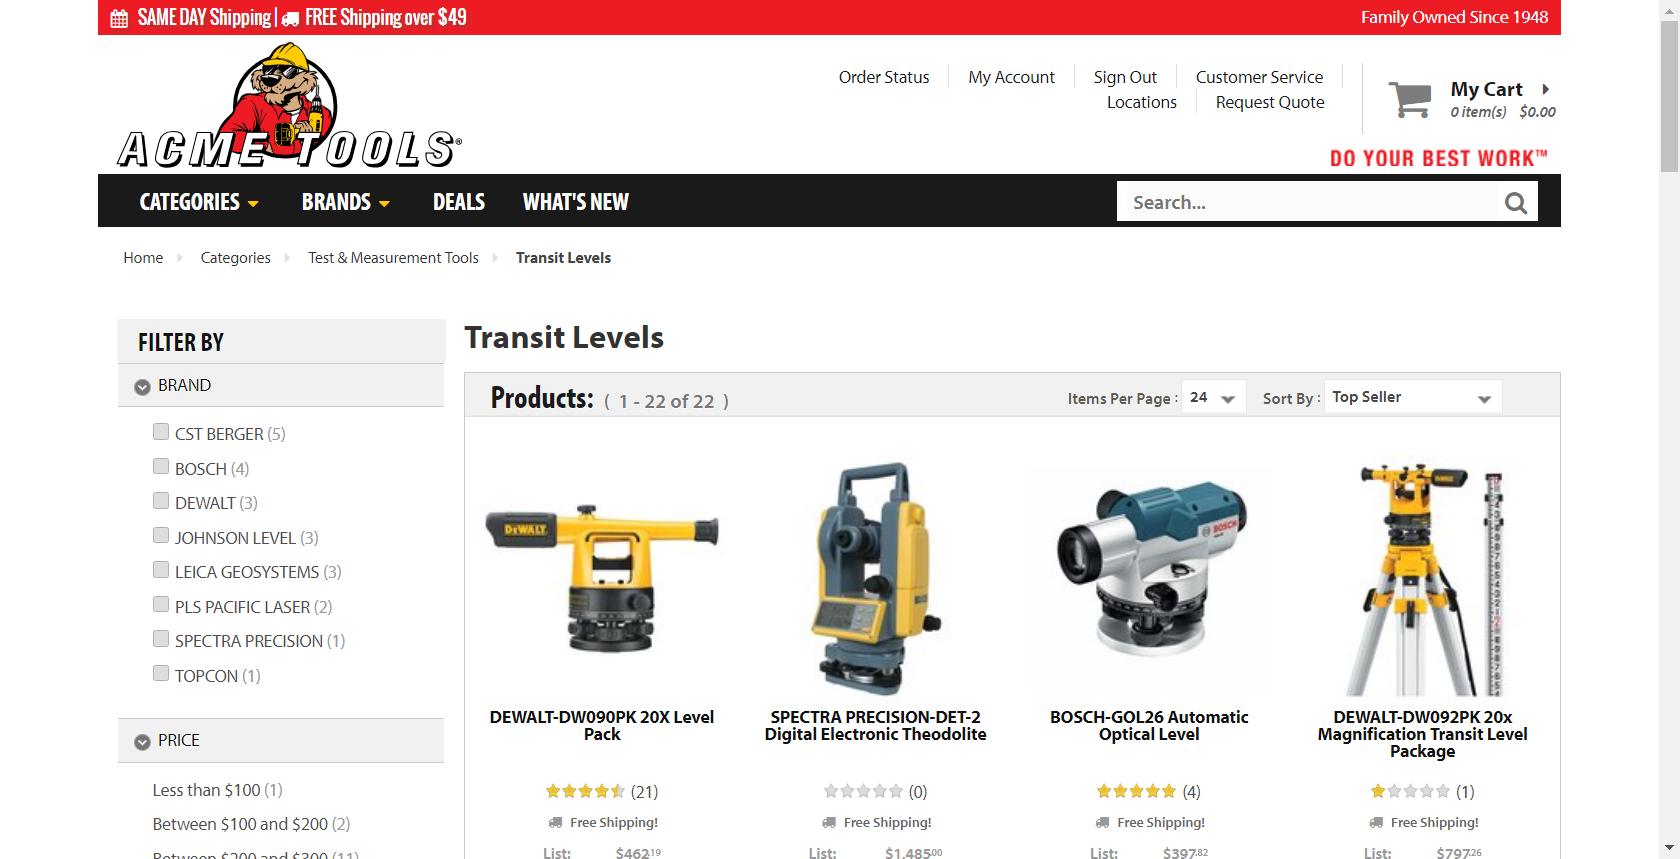 SAME DAY Shipping | FREE Shipping over $49
Family Owned Since 1948
ACME TOOLS®
Order Status
My Account
Sign Out
Customer Service
Locations
Request Quote
My Cart
0 item(s) $0.00
DO YOUR BEST WORK™
CATEGORIES
BRANDS
DEALS
WHAT'S NEW
Search...
Home
Categories
Test & Measurement Tools
Transit Levels
FILTER BY
BRAND
CST BERGER (5)
BOSCH (4)
DEWALT (3)
JOHNSON LEVEL (3)
LEICA GEOSYSTEMS (3)
PLS PACIFIC LASER (2)
SPECTRA PRECISION (1)
TOPCON (1)
PRICE
Less than $100 (1)
Between $100 and $200 (2)
Between $200 and $300 (11)
Transit Levels
Products: ( 1 - 22 of 22 )
Items Per Page : 24
Sort By : Top Seller
DEWALT
DEWALT-DW090PK 20X Level
Pack
(21)
Free Shipping!
List: $462.19
SPECTRA PRECISION-DET-2
Digital Electronic Theodolite
(0)
Free Shipping!
List: $1,485.00
BOSCH
BOSCH-GOL26 Automatic
Optical Level
(4)
Free Shipping!
List: $397.82
DEWALT-DW092PK 20x
Magnification Transit Level
Package
(1)
Free Shipping!
List: $797.26